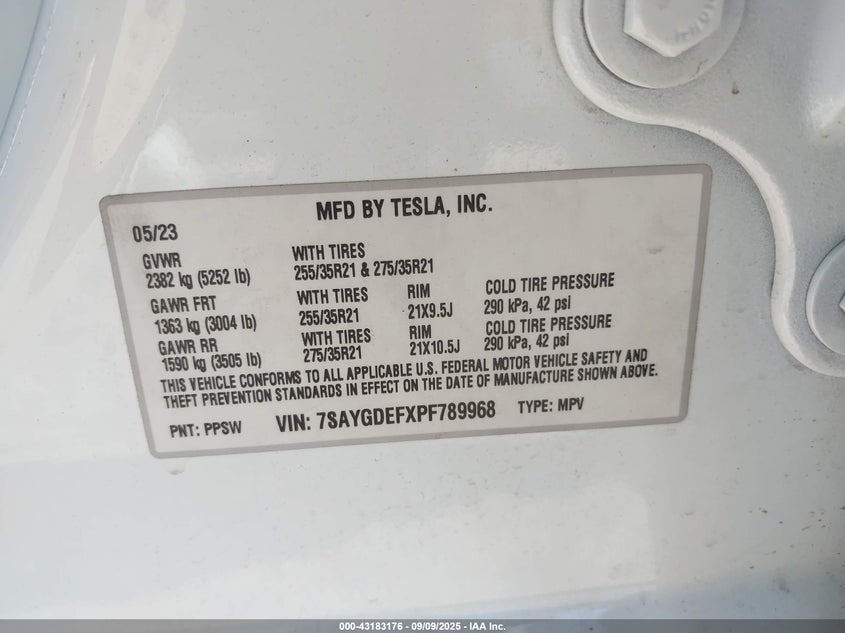 MFD BY TESLA, INC.
05/23
GVWR
2382 kg (5252 lb)
WITH TIRES
255/35R21 & 275/35R21
GAWR FRT
1363 kg (3004 lb)
WITH TIRES
255/35R21
RIM
21X9.5J
COLD TIRE PRESSURE
290 kPa, 42 psi
GAWR RR
1590 kg (3505 lb)
WITH TIRES
275/35R21
RIM
21X10.5J
COLD TIRE PRESSURE
290 kPa, 42 psi
THIS VEHICLE CONFORMS TO ALL APPLICABLE U.S. FEDERAL MOTOR VEHICLE SAFETY AND
THEFT PREVENTION STANDARDS IN EFFECT ON THE DATE OF MANUFACTURE SHOWN ABOVE.
PNT: PPSW VIN: 7SAYGDEFXPF789968 TYPE: MPV
000-43183176 - 09/09/2025 - IAA Inc.